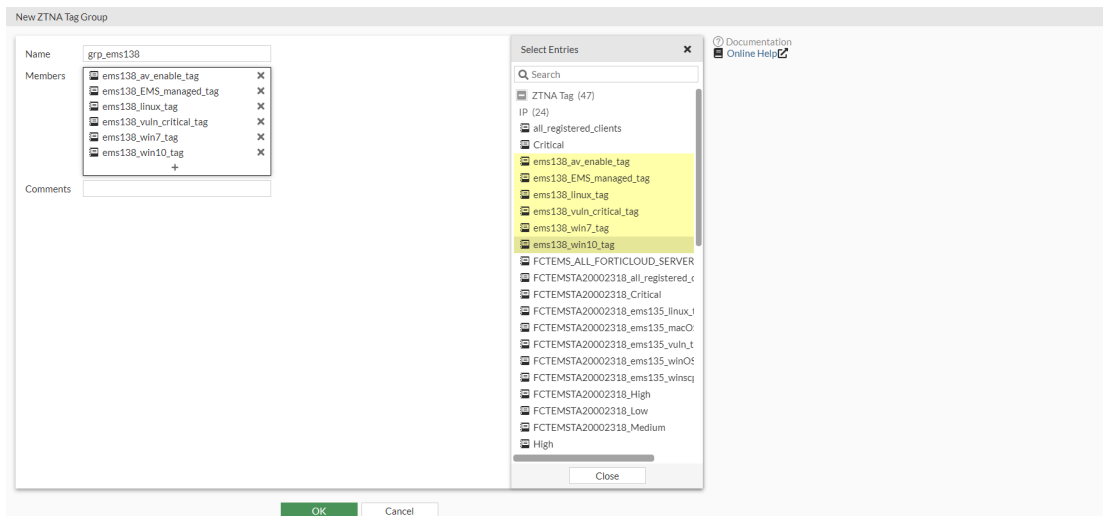 New ZTNA Tag Group
Name grp_ems138
Members ems138_av_enable_tag
ems138_EMS_managed_tag
ems138_linux_tag
ems138_vuln_critical_tag
ems138_win7_tag
ems138_win10_tag
+
Comments
Select Entries
Search
ZTNA Tag (47)
IP (24)
all_registered_clients
Critical
ems138_av_enable_tag
ems138_EMS_managed_tag
ems138_linux_tag
ems138_vuln_critical_tag
ems138_win7_tag
ems138_win10_tag
FCTEMS_ALL_FORTICLOUD_SERVER
FCTEMSTA20002318_all_registered_c
FCTEMSTA20002318_Critical
FCTEMSTA20002318_ems135_linux_t
FCTEMSTA20002318_ems135_macO
FCTEMSTA20002318_ems135_vuln_t
FCTEMSTA20002318_ems135_winOS
FCTEMSTA20002318_ems135_winscp
FCTEMSTA20002318_High
FCTEMSTA20002318_Low
FCTEMSTA20002318_Medium
High
Close
Documentation
Online Help
OK Cancel